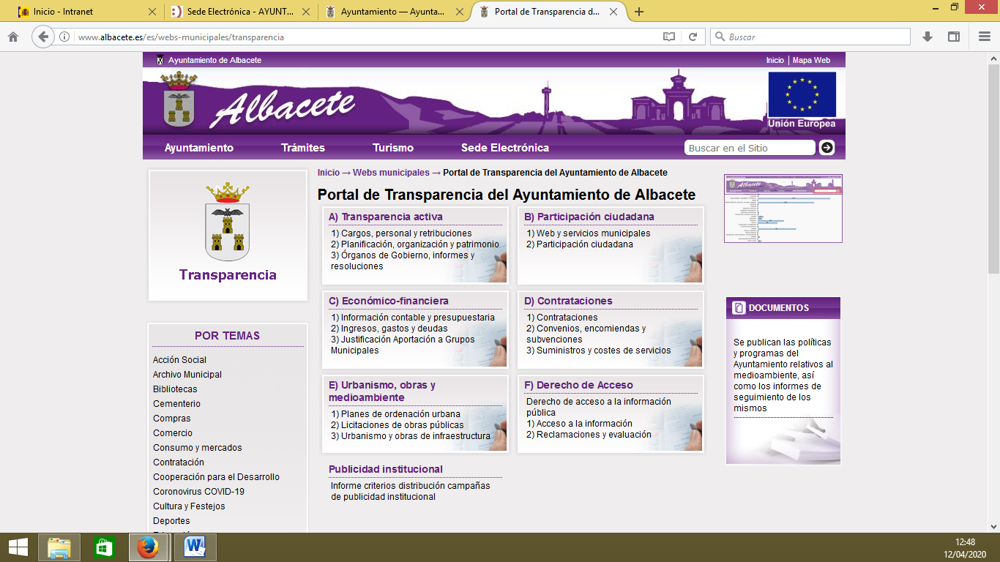 Inicio - Intranet
Sede Electrónica - AYUNT...
Ayuntamiento — Ayunta...
Portal de Transparencia d...
www.albacete.es/es/webs-municipales/transparencia
Buscar
Ayuntamiento de Albacete
Inicio
Mapa Web
Albacete
Unión Europea
Ayuntamiento
Trámites
Turismo
Sede Electrónica
Buscar en el Sitio
Inicio → Webs municipales → Portal de Transparencia del Ayuntamiento de Albacete
Portal de Transparencia del Ayuntamiento de Albacete
Transparencia
POR TEMAS
Acción Social
Archivo Municipal
Bibliotecas
Cementerio
Compras
Comercio
Consumo y mercados
Contratación
Cooperación para el Desarrollo
Coronovirus COVID-19
Cultura y Festejos
Deportes
A) Transparencia activa
1) Cargos, personal y retribuciones
2) Planificación, organización y patrimonio
3) Órganos de Gobierno, informes y
resoluciones
B) Participación ciudadana
1) Web y servicios municipales
2) Participación ciudadana
C) Económico-financiera
1) Información contable y presupuestaria
2) Ingresos, gastos y deudas
3) Justificación Aportación a Grupos
Municipales
D) Contrataciones
1) Contrataciones
2) Convenios, encomiendas y
subvenciones
3) Suministros y costes de servicios
E) Urbanismo, obras y
medioambiente
1) Planes de ordenación urbana
2) Licitaciones de obras públicas
3) Urbanismo y obras de infraestructura
F) Derecho de Acceso
Derecho de acceso a la información
pública
1) Acceso a la información
2) Reclamaciones y evaluación
Publicidad institucional
Informe criterios distribución campañas
de publicidad institucional
Albacete
DOCUMENTOS
Se publican las políticas
y programas del
Ayuntamiento relativos al
medioambiente, así
como los informes de
seguimiento de los
mismos
12:48
12/04/2020